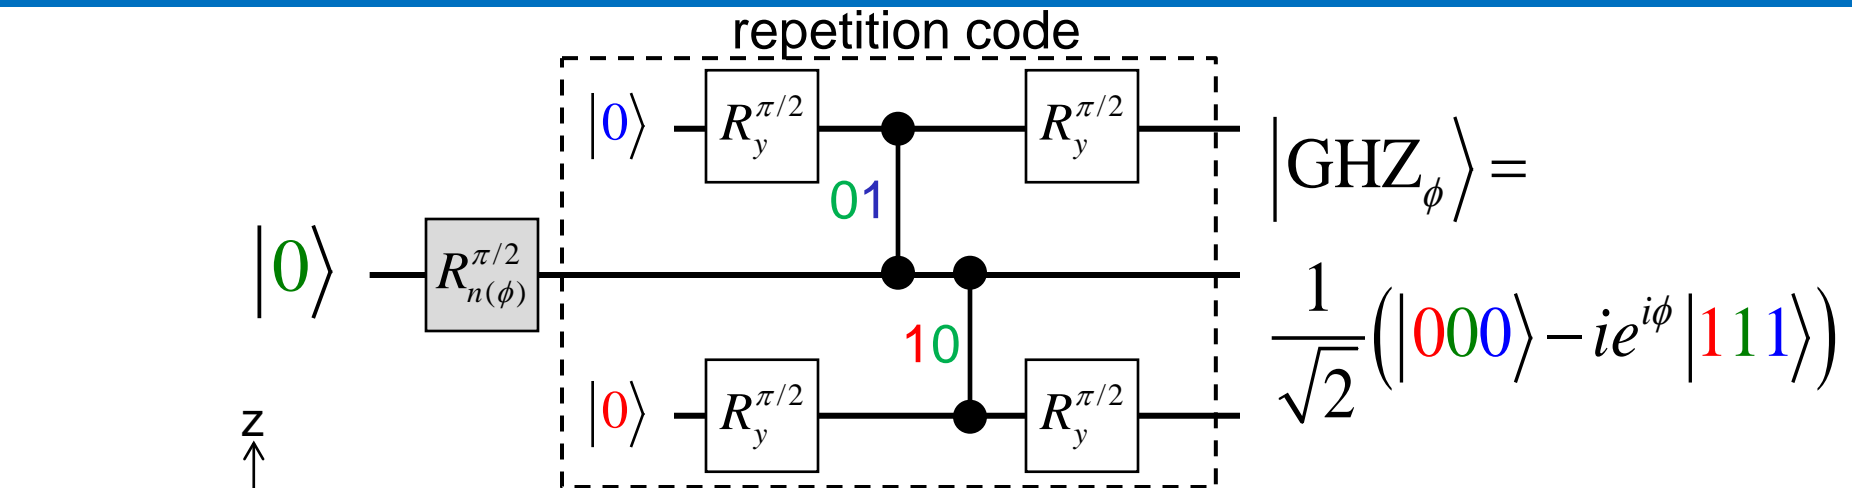 repetition code
|0⟩ R_y^{π/2} R_y^{π/2}
01
|GHZ_ϕ⟩ =
|0⟩ R_{n(ϕ)}^{π/2}
10
1/√2 (|000⟩ − ie^{iϕ} |111⟩)
|0⟩ R_y^{π/2} R_y^{π/2}
z